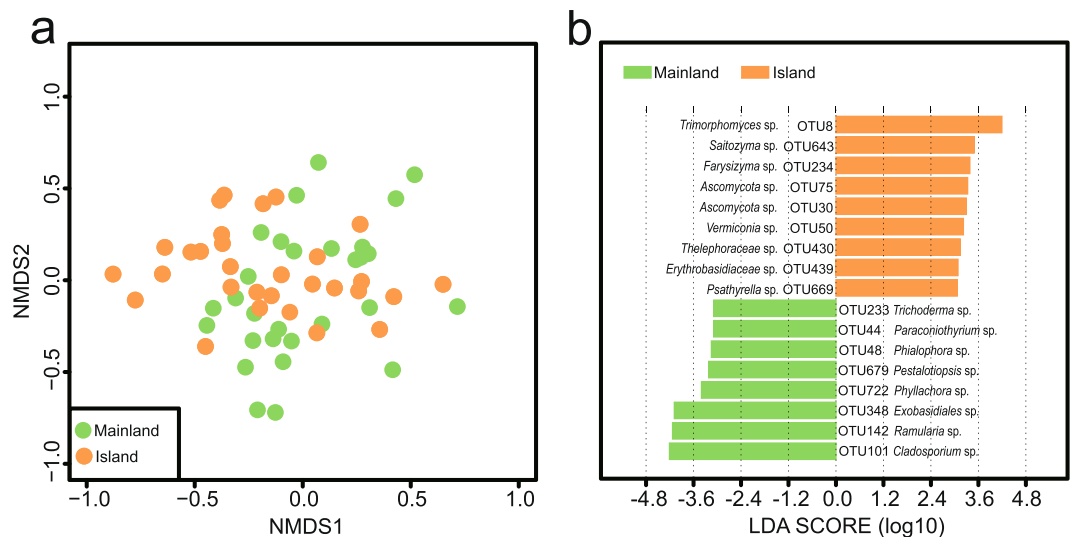 a
1.0
0.5
0.0
−0.5
−1.0
NMDS2
Mainland
Island
−1.0 −0.5 0.0 0.5 1.0
NMDS1
b
Mainland Island
Trimorphomyces sp. OTU8
Saitozyma sp. OTU643
Farysizyma sp. OTU234
Ascomycota sp. OTU75
Ascomycota sp. OTU30
Vermiconia sp. OTU50
Thelephoraceae sp. OTU430
Erythrobasidiaceae sp. OTU439
Psathyrella sp. OTU669
OTU233 Trichoderma sp.
OTU44 Paraconiothyrium sp.
OTU48 Phialophora sp.
OTU679 Pestalotiopsis sp.
OTU722 Phyllachora sp.
OTU348 Exobasidiales sp.
OTU142 Ramularia sp.
OTU101 Cladosporium sp.
-4.8 -3.6 -2.4 -1.2 0.0 1.2 2.4 3.6 4.8
LDA SCORE (log10)